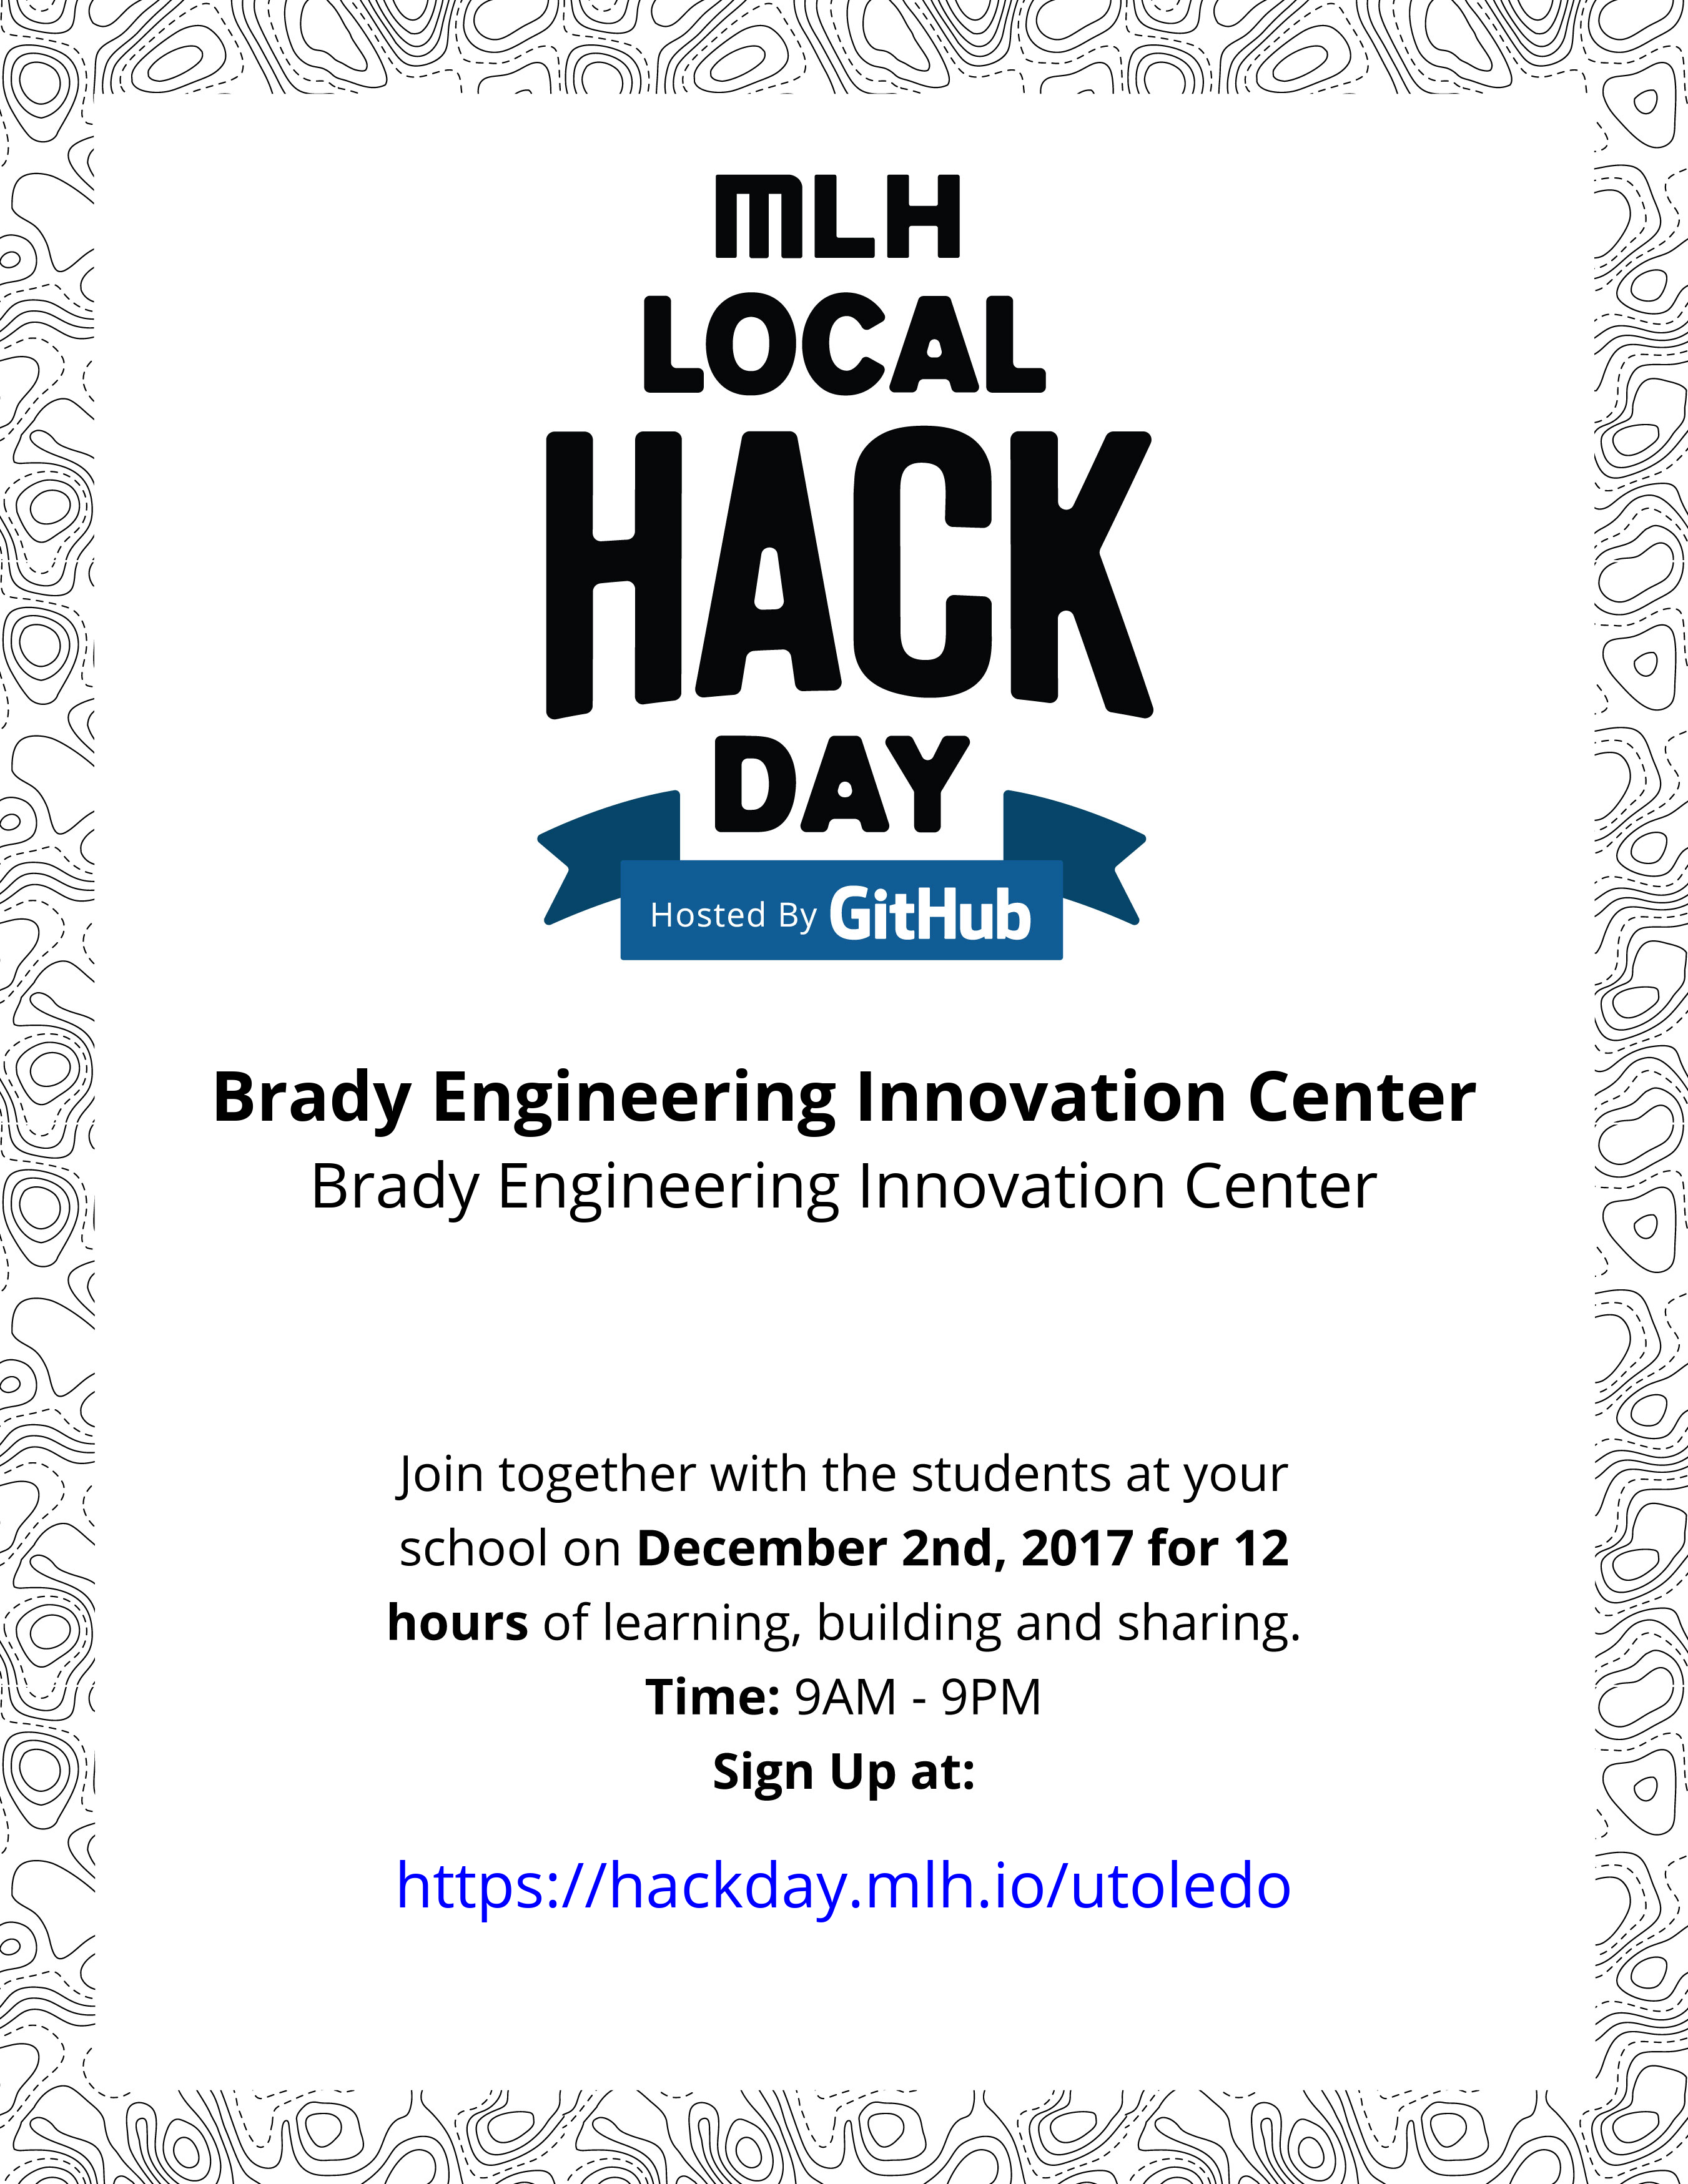 MLH
LOCAL
HACK
DAY
Hosted By GitHub
Brady Engineering Innovation Center
Brady Engineering Innovation Center
Join together with the students at your
school on December 2nd, 2017 for 12
hours of learning, building and sharing.
Time: 9AM - 9PM
Sign Up at:
https://hackday.mlh.io/utoledo